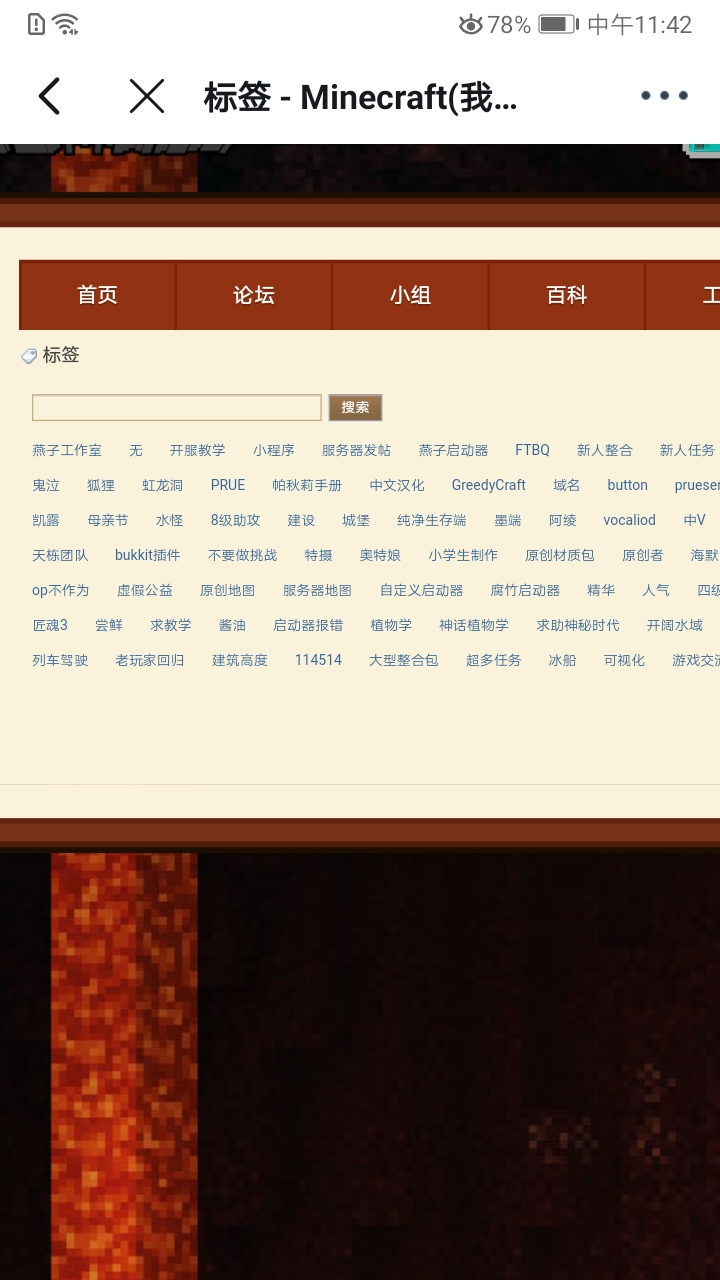 78% 中午11:42
标签 - Minecraft(我...
首页 论坛 小组 百科 工
标签
搜索
燕子工作室 无 开服教学 小程序 服务器发帖 燕子启动器 FTBQ 新人整合 新人任务
鬼泣 狐狸 虹龙洞 PRUE 帕秋莉手册 中文汉化 GreedyCraft 域名 button prueser
凯露 母亲节 水怪 8级助攻 建设 城堡 纯净生存端 墨端 阿绫 vocaliod 中V
天栋团队 bukkit插件 不要做挑战 特摄 奥特娘 小学生制作 原创材质包 原创者 海默
op不作为 虚假公益 原创地图 服务器地图 自定义启动器 腐竹启动器 精华 人气 四级
匠魂3 尝鲜 求教学 酱油 启动器报错 植物学 神话植物学 求助神秘时代 开阔水域
列车驾驶 老玩家回归 建筑高度 114514 大型整合包 超多任务 冰船 可视化 游戏交流